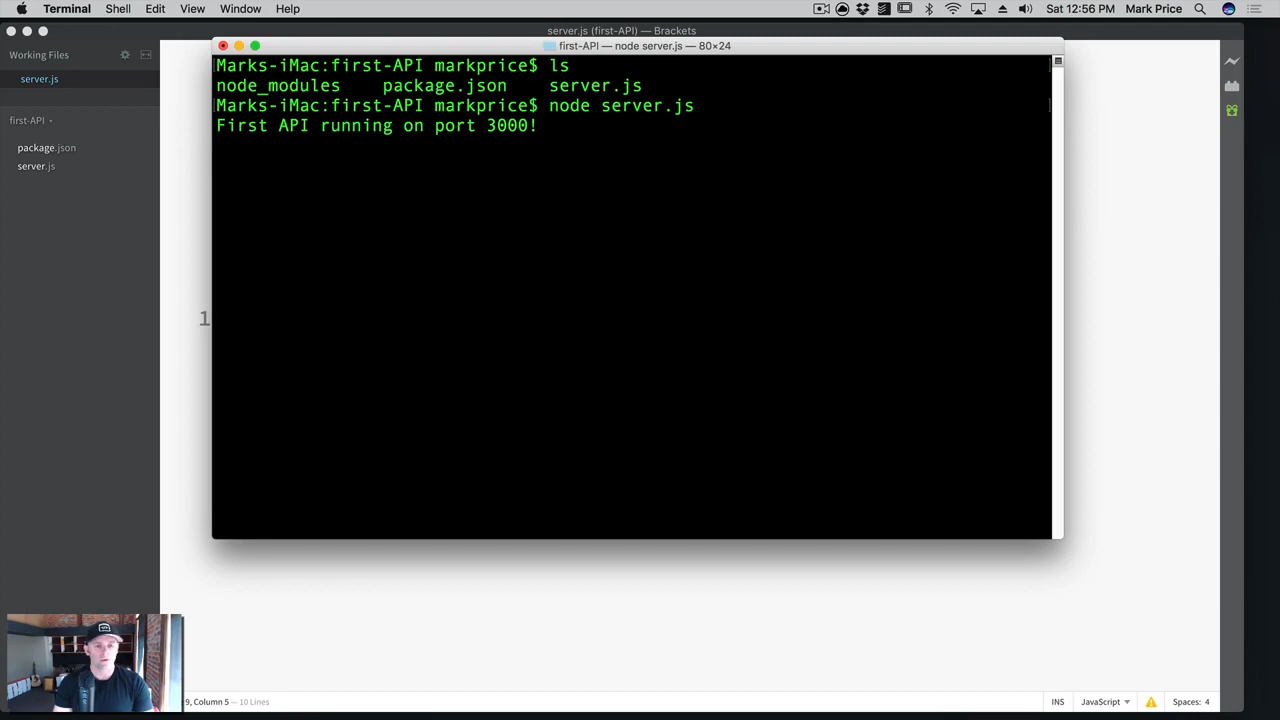 Terminal Shell Edit View Window Help Sat 12:56 PM Mark Price
server.js (first-API) — Brackets
Working Files
server.js
first-API
package.json
server.js
first-API — node server.js — 80×24
Marks-iMac:first-API markprice$ ls
node_modules package.json server.js
Marks-iMac:first-API markprice$ node server.js
First API running on port 3000!
1
9, Column 5 — 10 Lines
INS JavaScript Spaces: 4